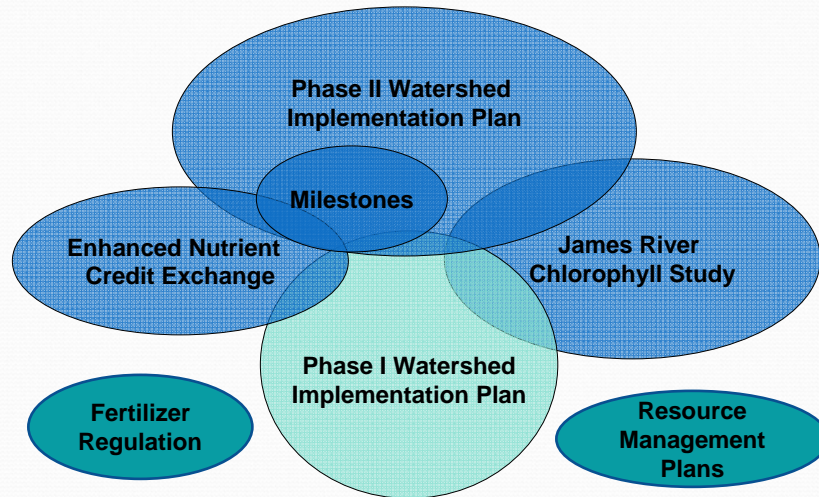 Phase II Watershed
Implementation Plan
Milestones
Enhanced Nutrient
Credit Exchange
James River
Chlorophyll Study
Phase I Watershed
Implementation Plan
Fertilizer
Regulation
Resource
Management
Plans